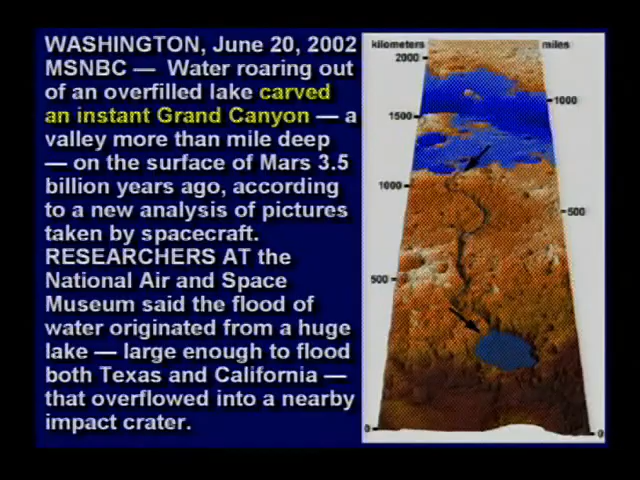 WASHINGTON, June 20, 2002
MSNBC — Water roaring out
of an overfilled lake carved
an instant Grand Canyon — a
valley more than mile deep
— on the surface of Mars 3.5
billion years ago, according
to a new analysis of pictures
taken by spacecraft.
RESEARCHERS AT the
National Air and Space
Museum said the flood of
water originated from a huge
lake — large enough to flood
both Texas and California —
that overflowed into a nearby
impact crater.
kilometers miles
2000
1000
1500
1000
500
500
0 0